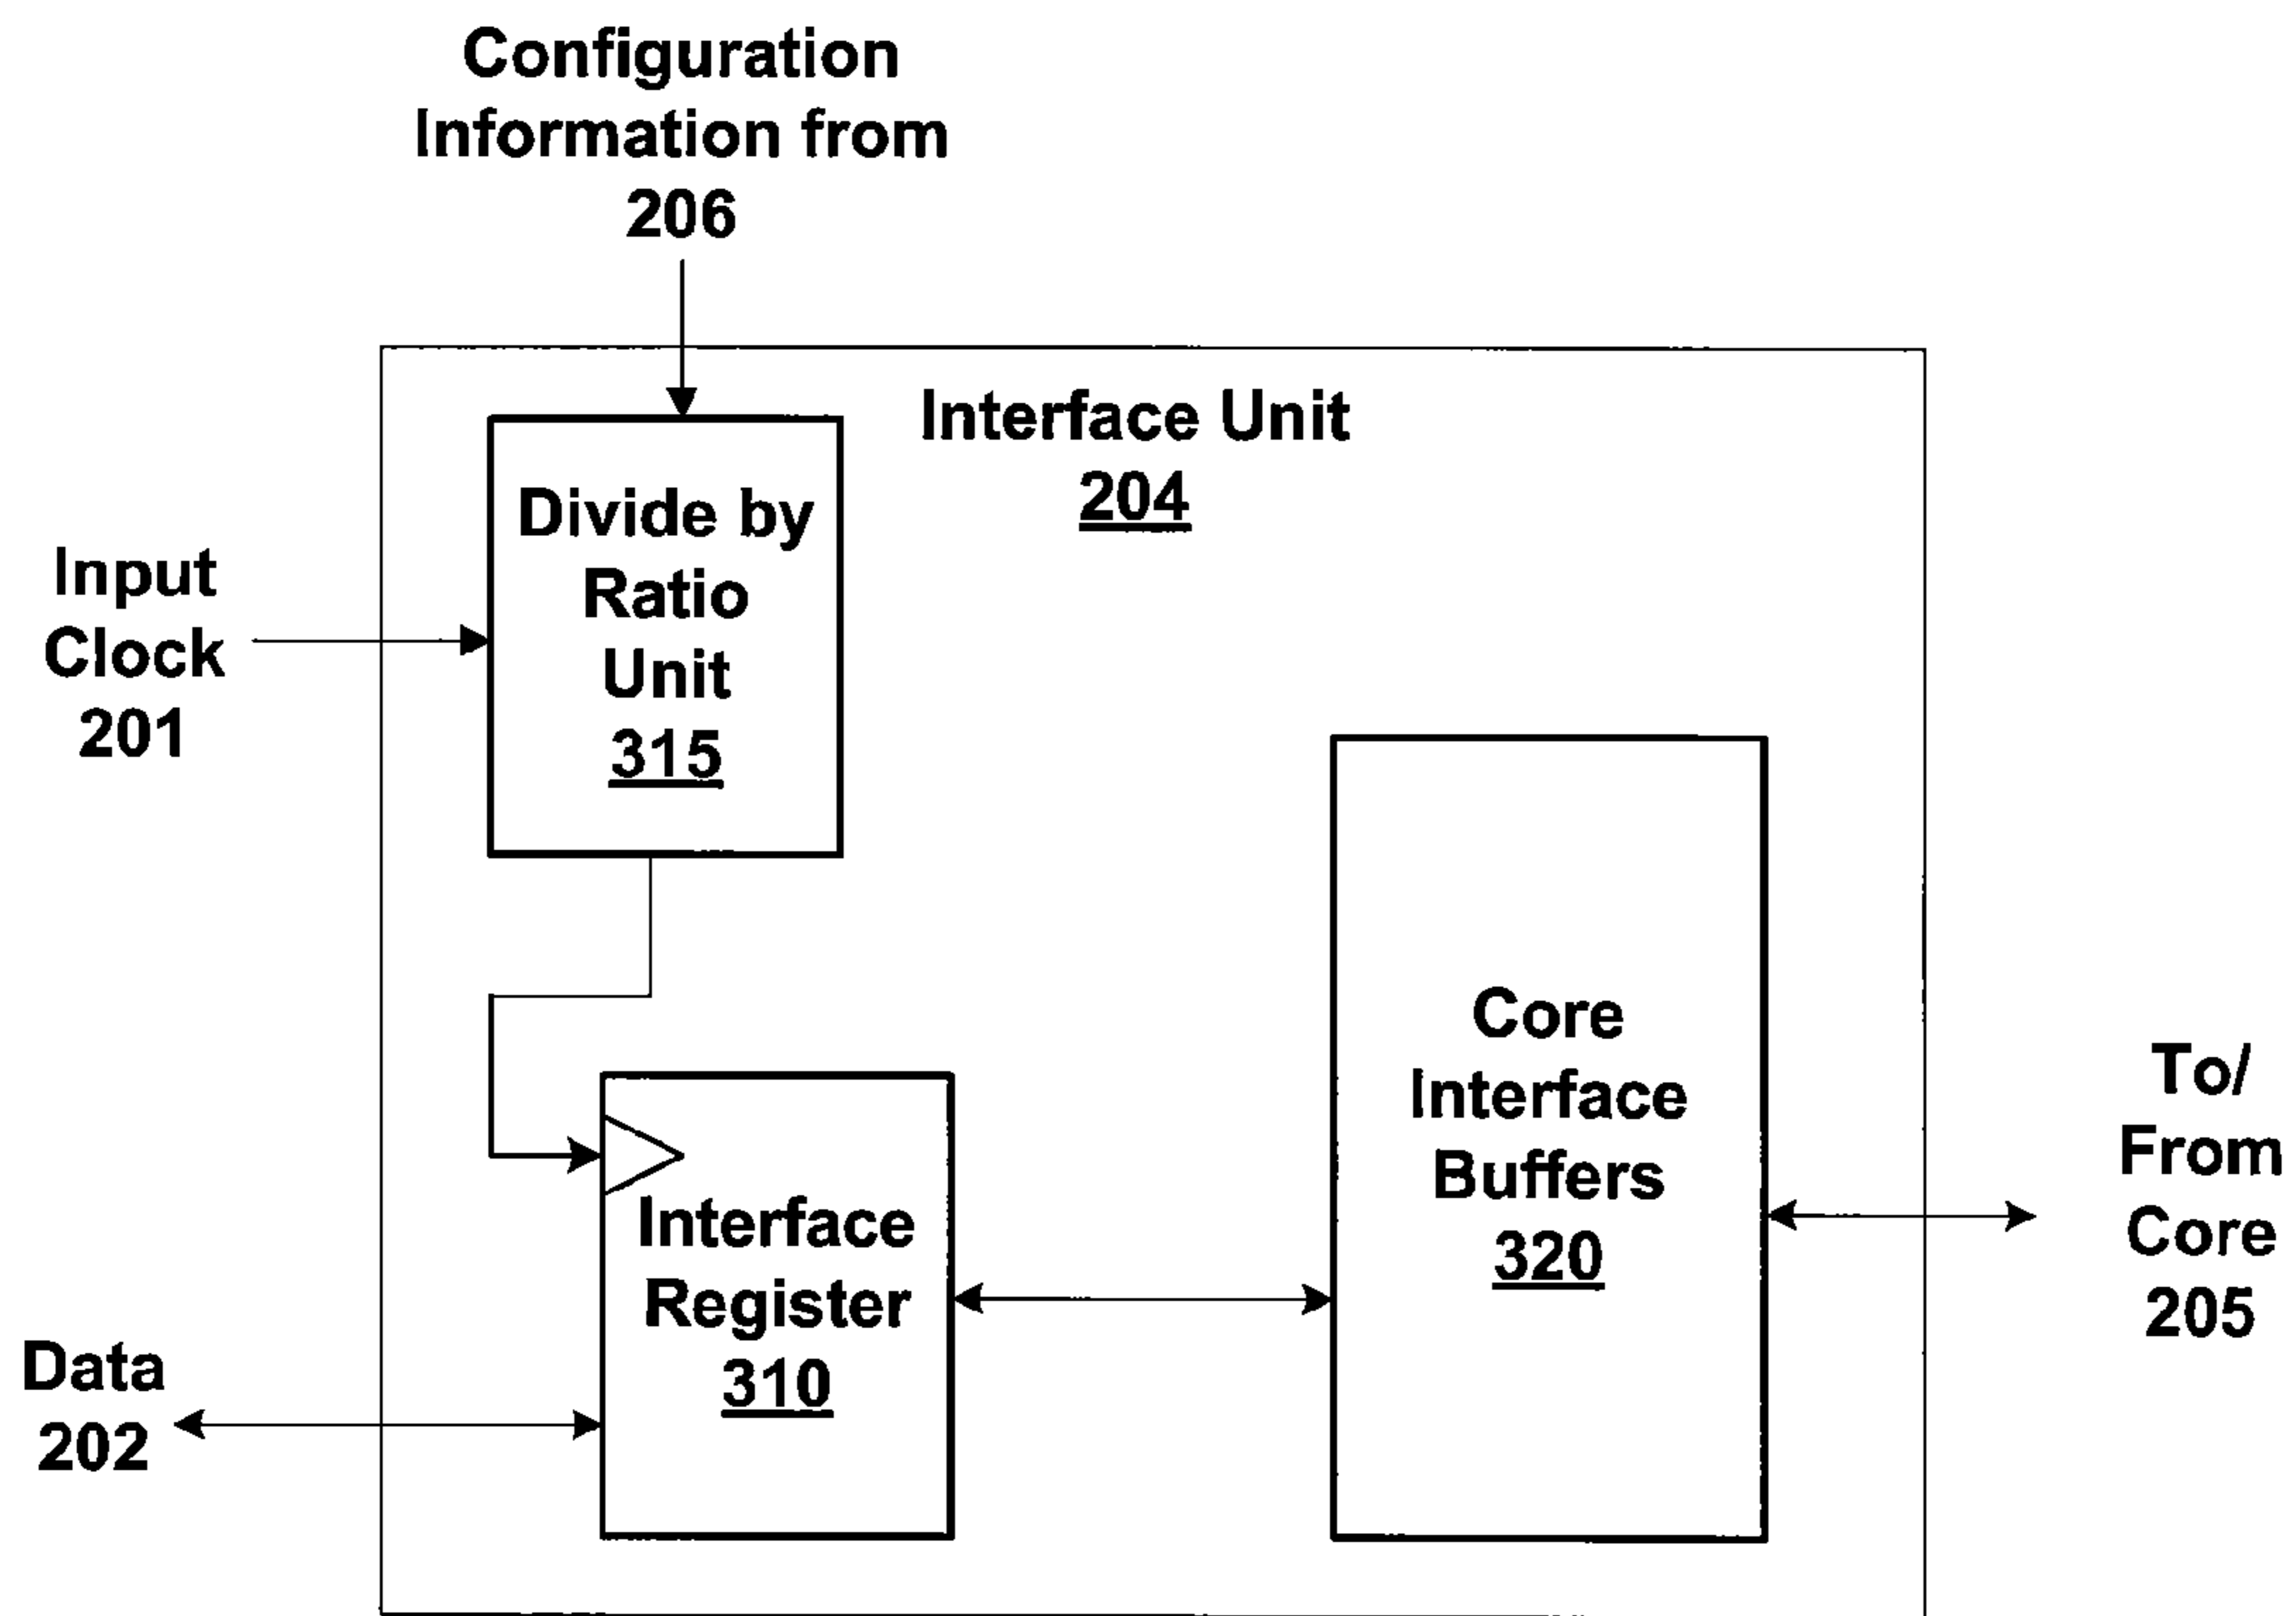 Configuration
Information from
206
Interface Unit
204
Divide by
Ratio
Unit
315
Input
Clock
201
Core
Interface
Buffers
320
To/
From
Core
205
Interface
Register
310
Data
202